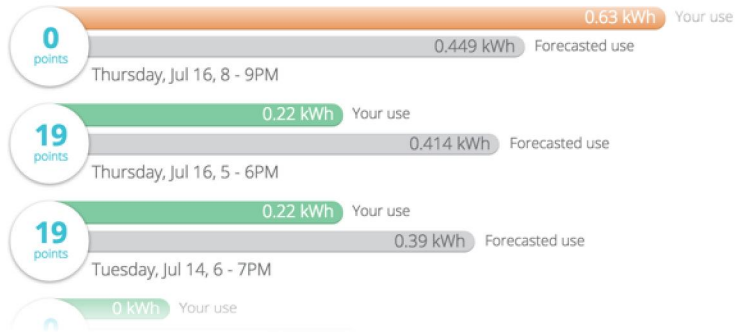 0.63 kWh Your use
0 points
0.449 kWh Forecasted use
Thursday, Jul 16, 8 - 9PM
0.22 kWh Your use
19 points
0.414 kWh Forecasted use
Thursday, Jul 16, 5 - 6PM
0.22 kWh Your use
19 points
0.39 kWh Forecasted use
Tuesday, Jul 14, 6 - 7PM
0 kWh Your use